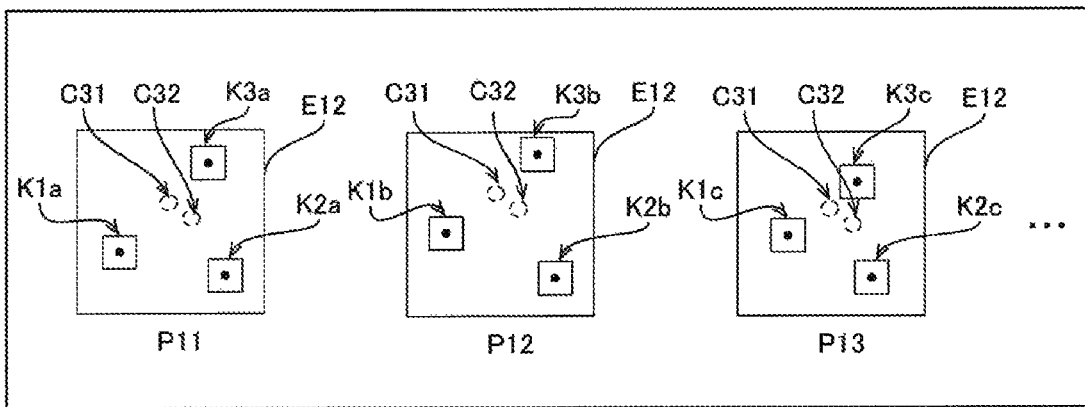 C31 C32 K3a E12 C31 C32 K3b E12 C31 C32 K3c E12
K1a K2a K1b K2b K1c K2c ...
P11 P12 P13